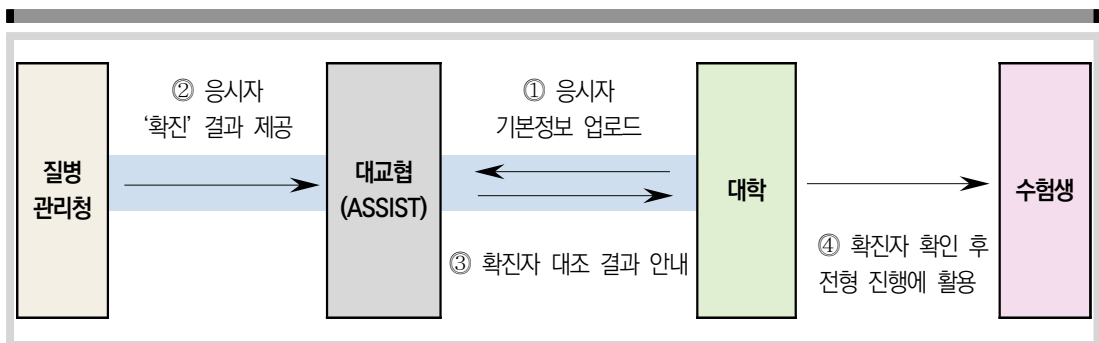 ② 응시자
‘확진’ 결과 제공
① 응시자
기본정보 업로드
질병
관리청
대교협
(ASSIST)
대학
수험생
③ 확진자 대조 결과 안내
④ 확진자 확인 후
전형 진행에 활용